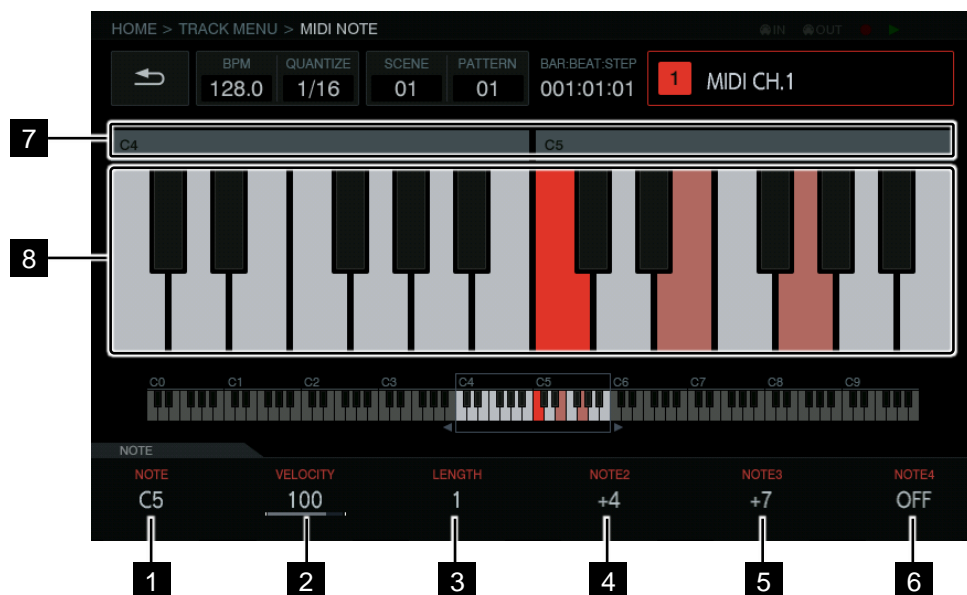 HOME > TRACK MENU > MIDI NOTE
IN OUT
BPM QUANTIZE SCENE PATTERN BAR:BEAT:STEP
128.0 1/16 01 01 001:01:01 1 MIDI CH.1
7
C4 C5
8
C0 C1 C2 C3 C4 C5 C6 C7 C8 C9
NOTE
NOTE VELOCITY LENGTH NOTE2 NOTE3 NOTE4
C5 100 1 +4 +7 OFF
1 2 3 4 5 6